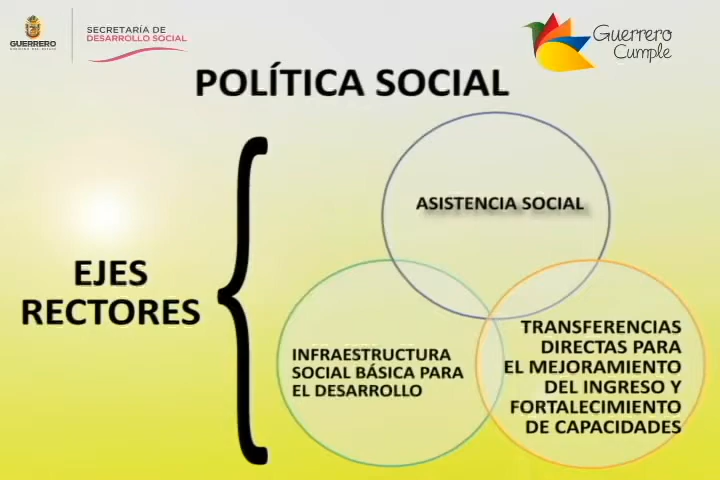 GUERRERO
SECRETARÍA DE
DESARROLLO SOCIAL
Guerrero
Cumple
POLÍTICA SOCIAL
EJES
RECTORES
ASISTENCIA SOCIAL
INFRAESTRUCTURA
SOCIAL BÁSICA PARA
EL DESARROLLO
TRANSFERENCIAS
DIRECTAS PARA
EL MEJORAMIENTO
DEL INGRESO Y
FORTALECIMIENTO
DE CAPACIDADES